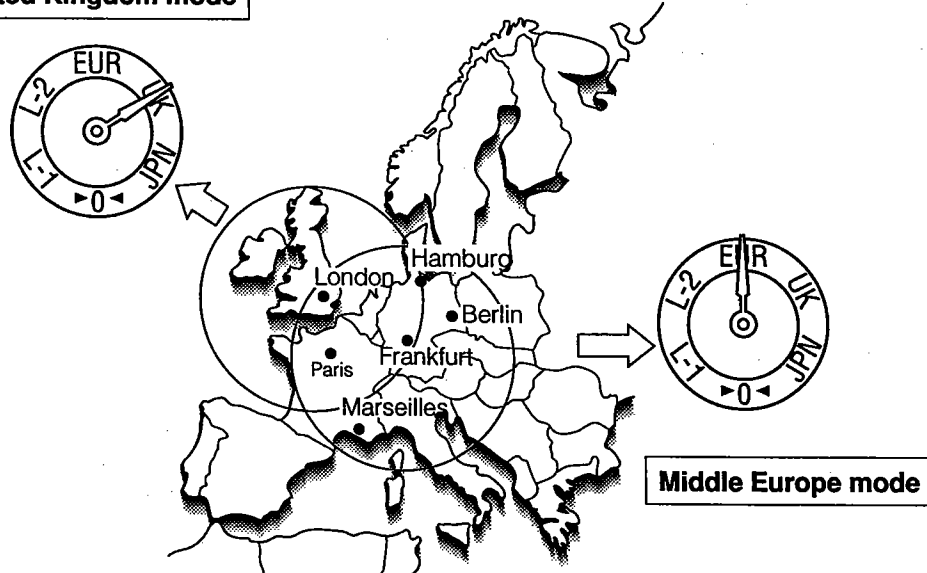 Kingdom mode
EUR
UK
JPN
►0◄
L-1
L-2
Hamburg
London
Berlin
Paris
Frankfurt
Marseilles
EUR
UK
JPN
►0◄
L-1
L-2
Middle Europe mode